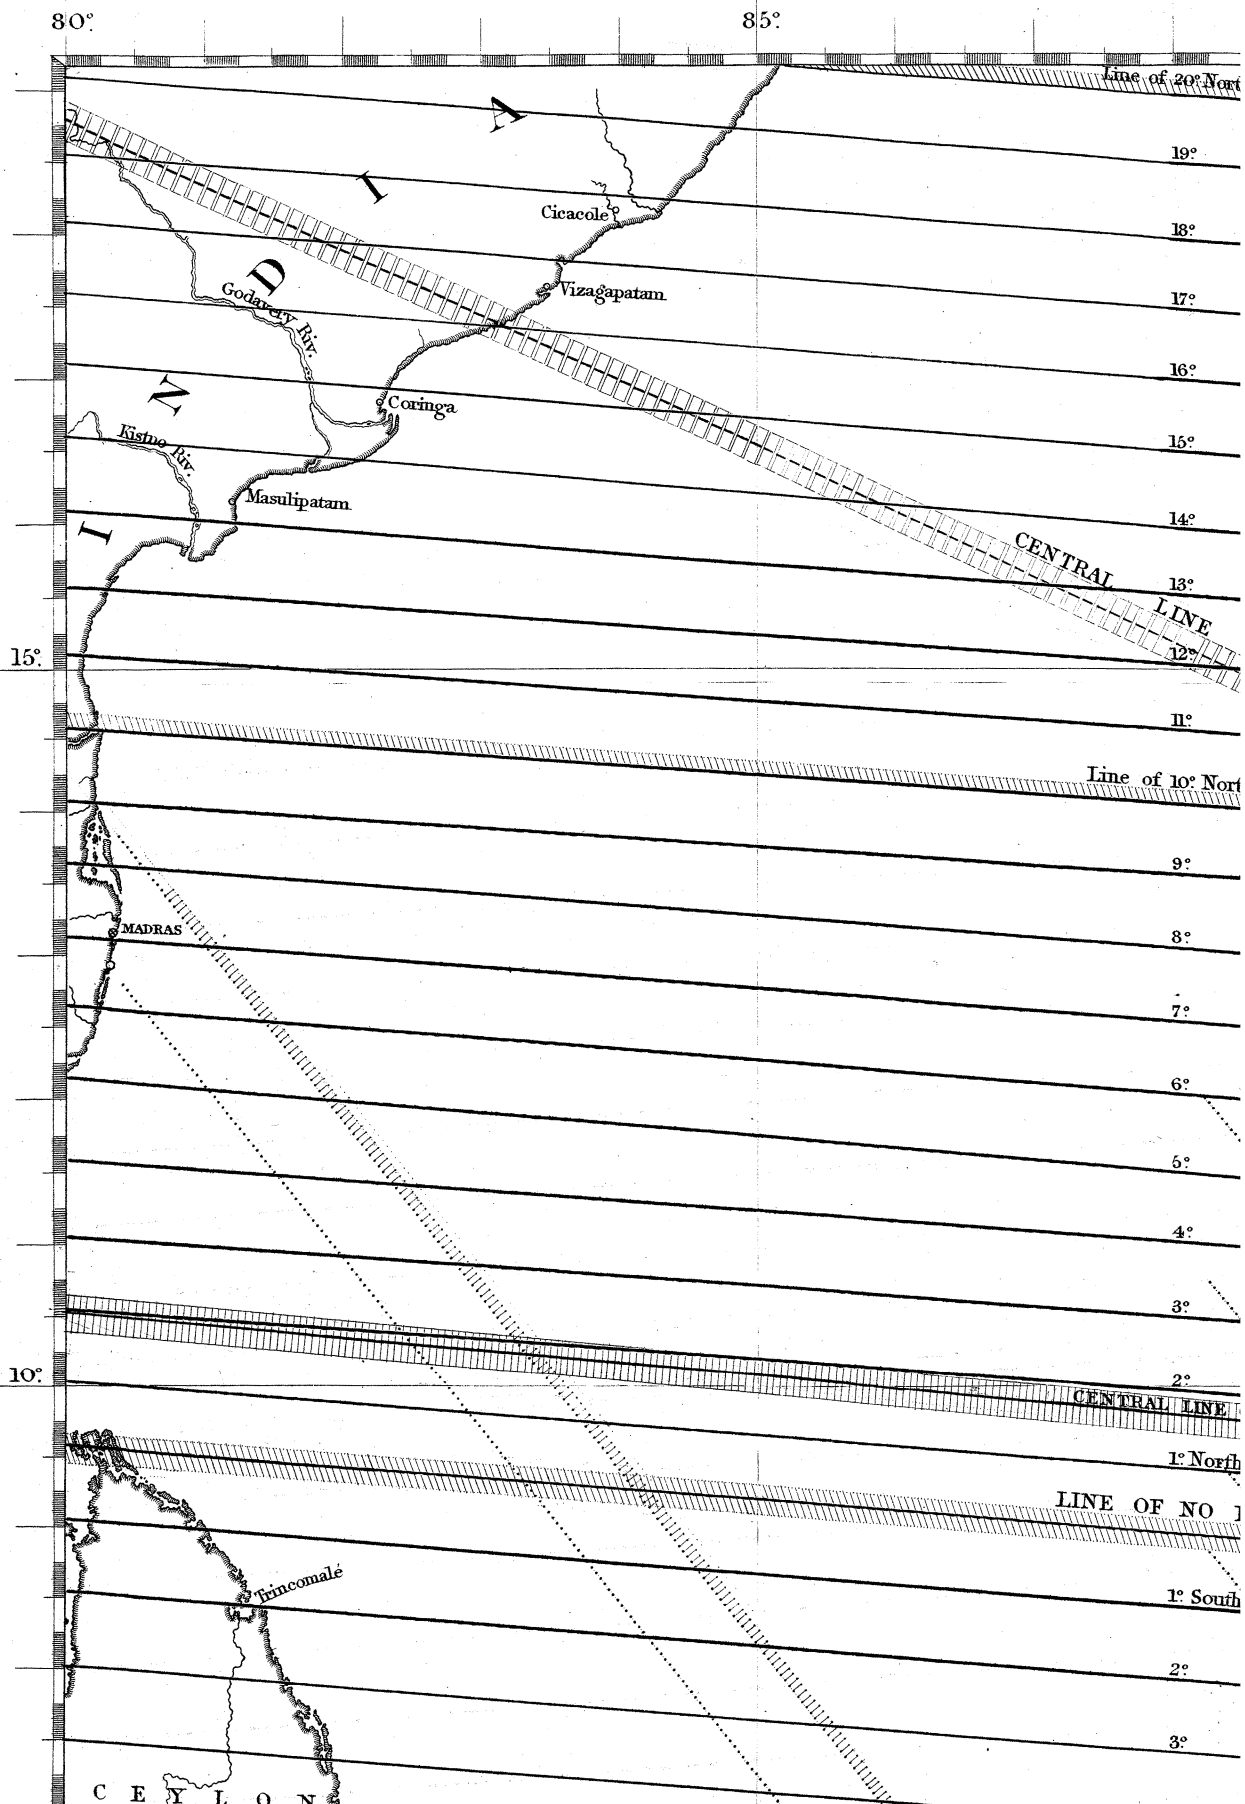 80°. 85°.
Line of 20° Nort
19°
18°
17°
16°
15°
14°
13°
12°
11°
I N D I A
Cicacole
Vizagapatam
Godavery Riv.
Coringa
Kistno Riv.
Masulipatam
CENTRAL LINE
15°.
Line of 10° Nort
9°
8°
MADRAS
7°
6°
5°
4°
3°
2°
10°.
CENTRAL LINE
1° North
LINE OF NO
1° South
Trincomalé
2°
3°
CEYLON